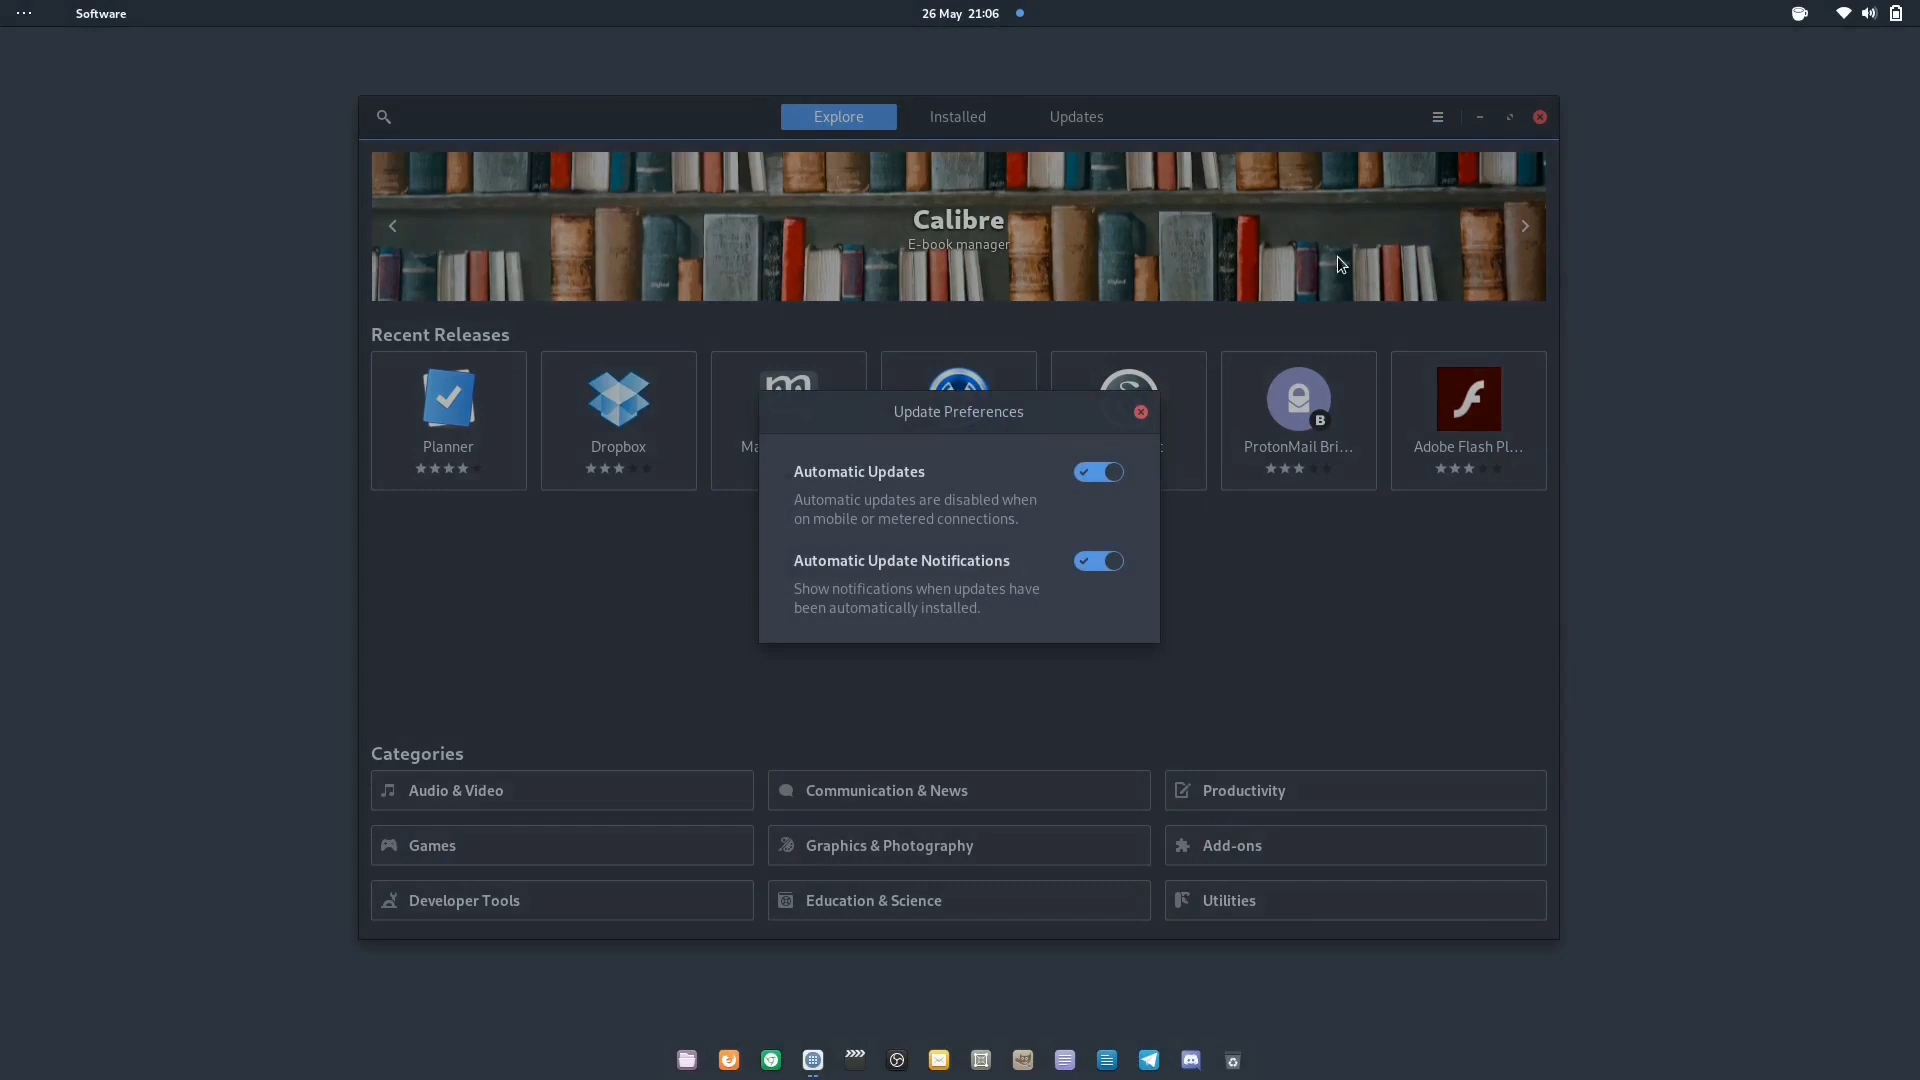 Software
26 May 21:06
Explore
Installed
Updates
Calibre
E-book manager
Recent Releases
Planner
Dropbox
Ma
ProtonMail Bri...
Adobe Flash Pl...
B
Update Preferences
Automatic Updates
Automatic updates are disabled when
on mobile or metered connections.
Automatic Update Notifications
Show notifications when updates have
been automatically installed.
Categories
Audio & Video
Communication & News
Productivity
Games
Graphics & Photography
Add-ons
Developer Tools
Education & Science
Utilities